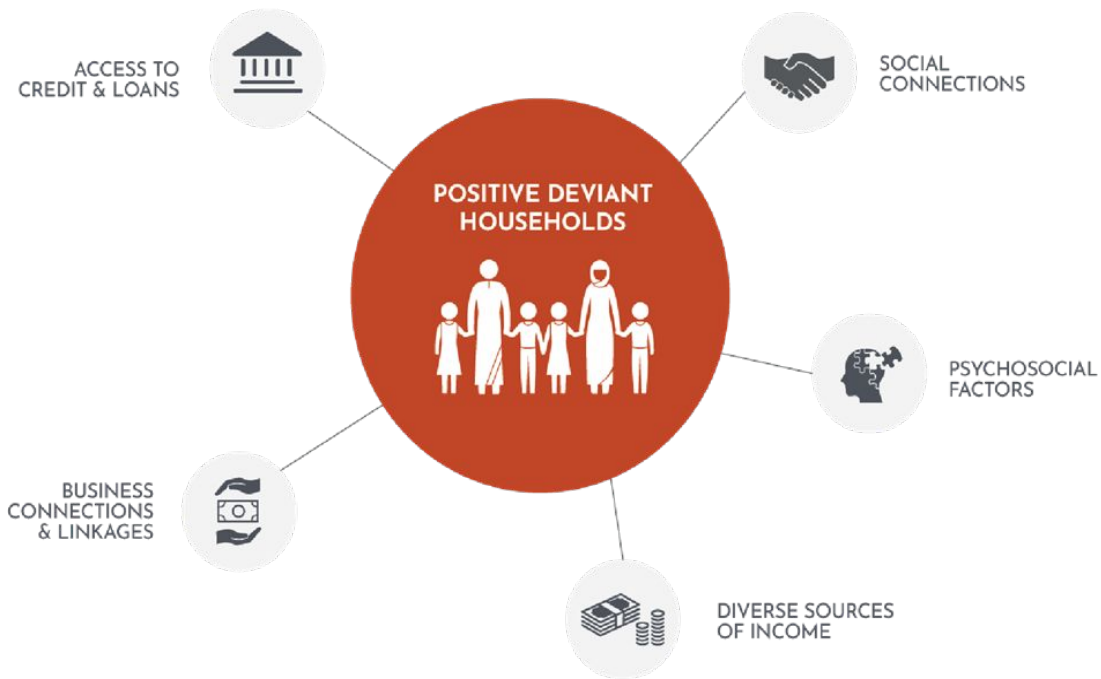 ACCESS TO
CREDIT & LOANS
SOCIAL
CONNECTIONS
POSITIVE DEVIANT
HOUSEHOLDS
PSYCHOSOCIAL
FACTORS
BUSINESS
CONNECTIONS
& LINKAGES
DIVERSE SOURCES
OF INCOME